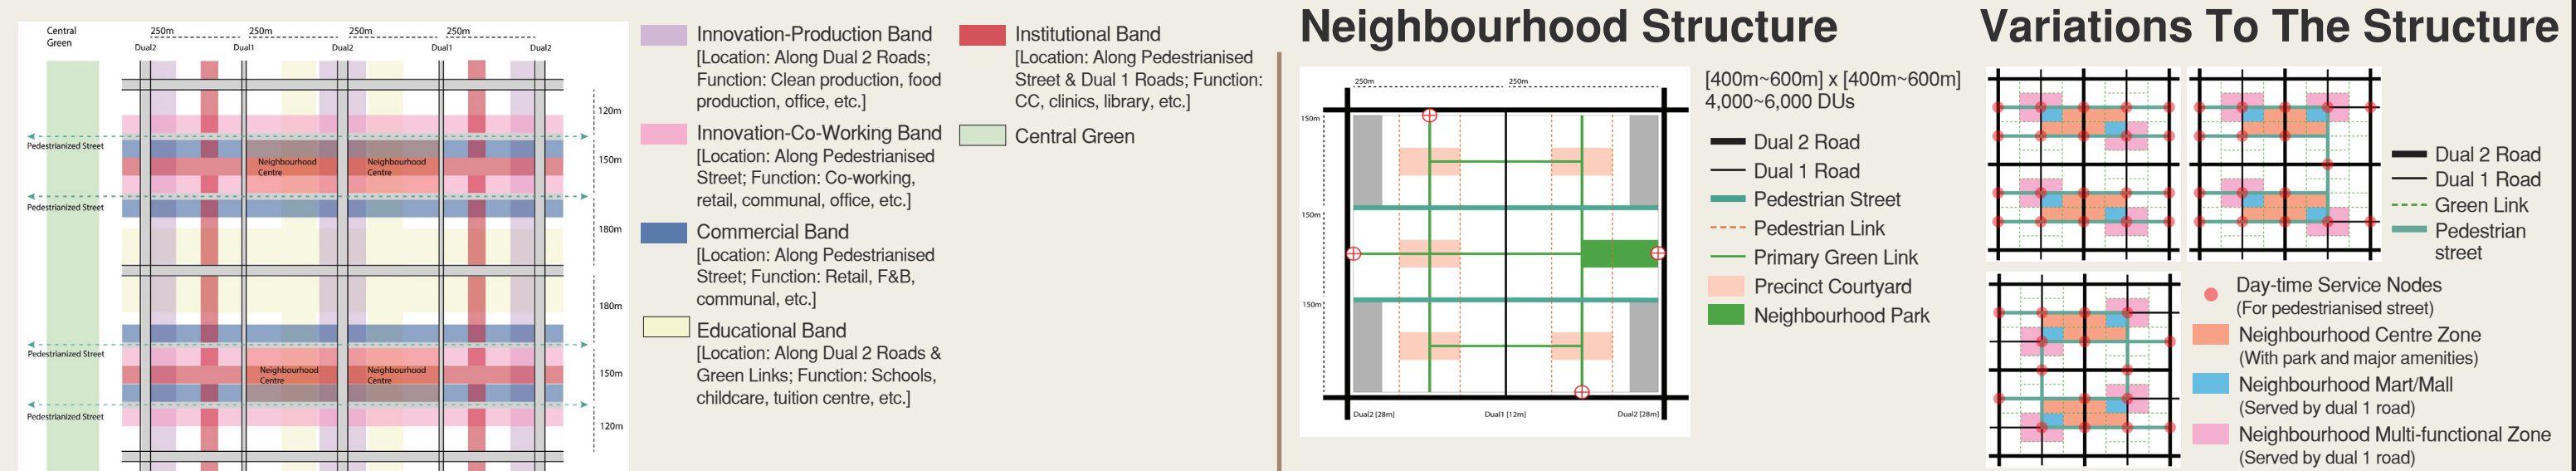 Central
Green
250m
250m
250m
250m
Dual2
Dual1
Dual2
Dual1
Dual2
120m
Pedestrianized Street
Neighbourhood
Centre
Neighbourhood
Centre
150m
Pedestrianized Street
180m
180m
Pedestrianized Street
Neighbourhood
Centre
Neighbourhood
Centre
150m
Pedestrianized Street
120m
Innovation-Production Band
[Location: Along Dual 2 Roads;
Function: Clean production, food
production, office, etc.]
Innovation-Co-Working Band
[Location: Along Pedestrianised
Street; Function: Co-working,
retail, communal, office, etc.]
Commercial Band
[Location: Along Pedestrianised
Street; Function: Retail, F&B,
communal, etc.]
Educational Band
[Location: Along Dual 2 Roads &
Green Links; Function: Schools,
childcare, tuition centre, etc.]
Institutional Band
[Location: Along Pedestrianised
Street & Dual 1 Roads; Function:
CC, clinics, library, etc.]
Central Green
Neighbourhood Structure
250m
250m
150m
150m
150m
Dual2 [28m]
Dual1 [12m]
Dual2 [28m]
[400m~600m] x [400m~600m]
4,000~6,000 DUs
Dual 2 Road
Dual 1 Road
Pedestrian Street
Pedestrian Link
Primary Green Link
Precinct Courtyard
Neighbourhood Park
Variations To The Structure
Dual 2 Road
Dual 1 Road
Green Link
Pedestrian
street
Day-time Service Nodes
(For pedestrianised street)
Neighbourhood Centre Zone
(With park and major amenities)
Neighbourhood Mart/Mall
(Served by dual 1 road)
Neighbourhood Multi-functional Zone
(Served by dual 1 road)